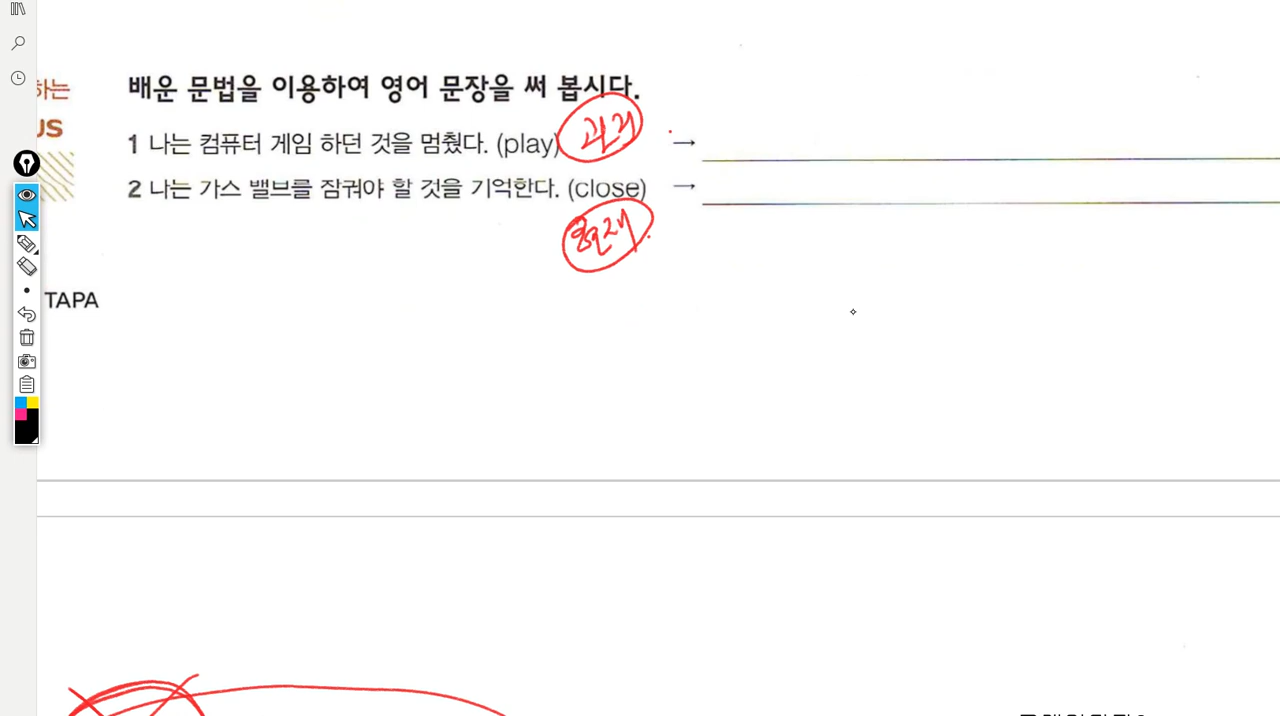 하는
배운 문법을 이용하여 영어 문장을 써 봅시다.
US
1 나는 컴퓨터 게임 하던 것을 멈췄다. (play) 과거 →
2 나는 가스 밸브를 잠궈야 할 것을 기억한다. (close) →
현재
TAPA